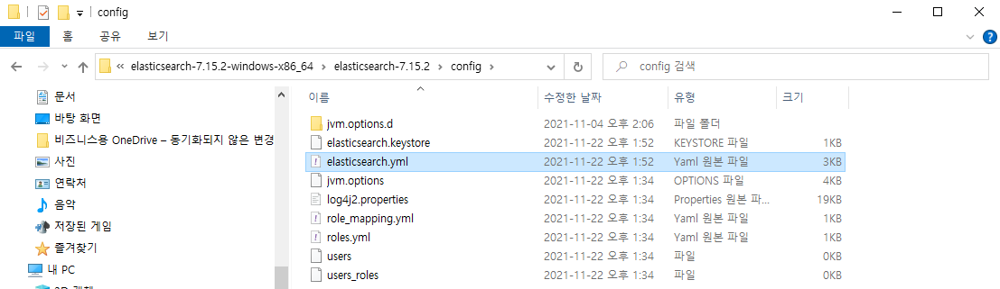 config
파일 홈 공유 보기
« elasticsearch-7.15.2-windows-x86_64 > elasticsearch-7.15.2 > config > config 검색
이름 수정한 날짜 유형 크기
문서
바탕 화면
비즈니스용 OneDrive – 동기화되지 않은 변경
사진
연락처
음악
저장된 게임
즐겨찾기
내 PC
jvm.options.d 2021-11-04 오후 2:06 파일 폴더
elasticsearch.keystore 2021-11-22 오후 1:52 KEYSTORE 파일 1KB
elasticsearch.yml 2021-11-22 오후 1:52 Yaml 원본 파일 3KB
jvm.options 2021-11-22 오후 1:34 OPTIONS 파일 4KB
log4j2.properties 2021-11-22 오후 1:34 Properties 원본 파... 19KB
role_mapping.yml 2021-11-22 오후 1:34 Yaml 원본 파일 1KB
roles.yml 2021-11-22 오후 1:34 Yaml 원본 파일 1KB
users 2021-11-22 오후 1:34 파일 0KB
users_roles 2021-11-22 오후 1:34 파일 0KB